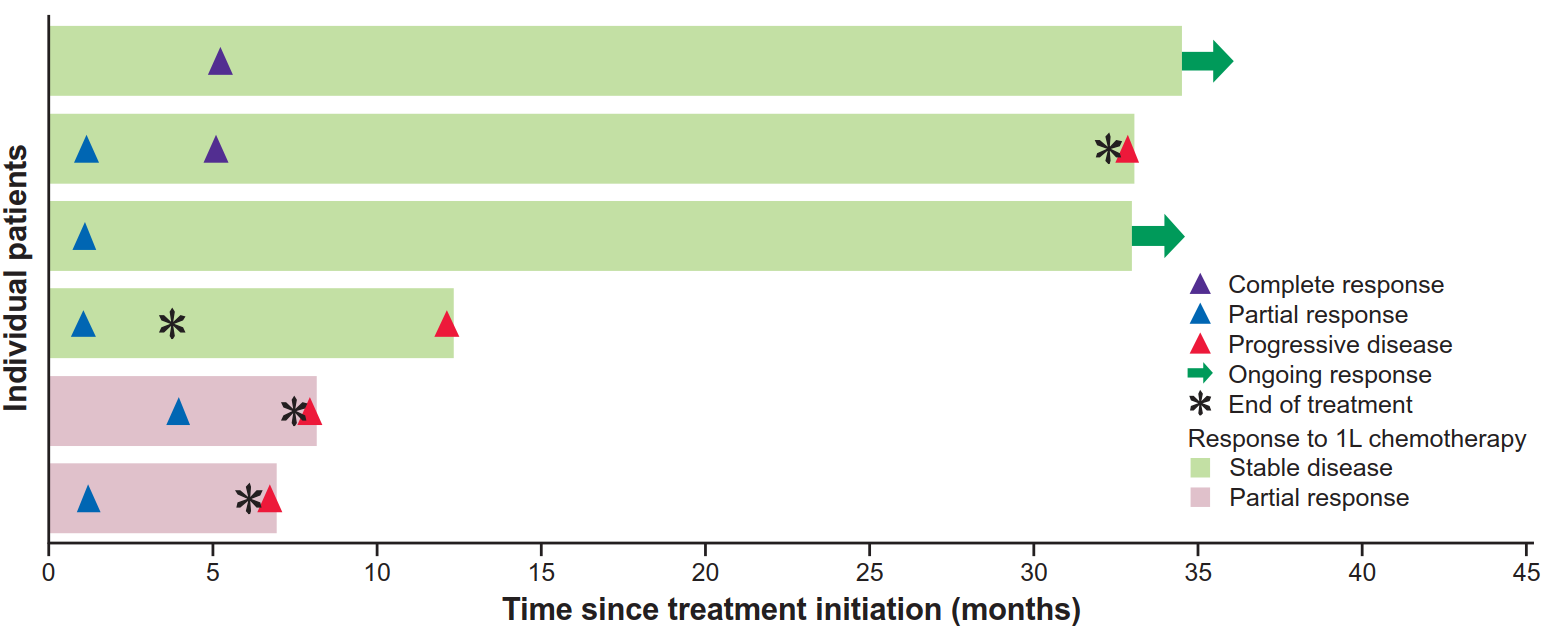 Individual patients
Complete response
Partial response
Progressive disease
Ongoing response
End of treatment
Response to 1L chemotherapy
Stable disease
Partial response
0 5 10 15 20 25 30 35 40 45
Time since treatment initiation (months)